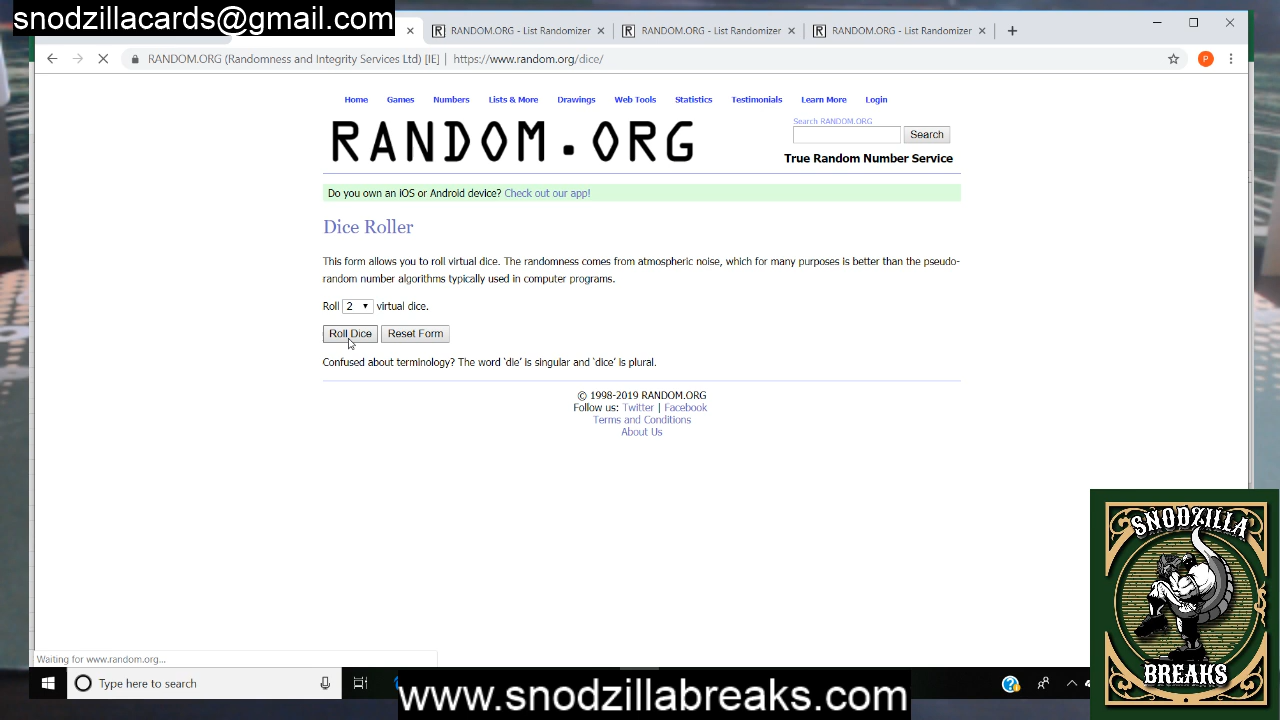 snodzillacards@gmail.com
RANDOM.ORG - List Randomizer
RANDOM.ORG - List Randomizer
RANDOM.ORG - List Randomizer
RANDOM.ORG (Randomness and Integrity Services Ltd) [IE] | https://www.random.org/dice/
P
Home Games Numbers Lists & More Drawings Web Tools Statistics Testimonials Learn More Login
RANDOM.ORG
Search RANDOM.ORG
Search
True Random Number Service
Do you own an iOS or Android device? Check out our app!
Dice Roller
This form allows you to roll virtual dice. The randomness comes from atmospheric noise, which for many purposes is better than the pseudo-
random number algorithms typically used in computer programs.
Roll 2 virtual dice.
Roll Dice Reset Form
Confused about terminology? The word 'die' is singular and 'dice' is plural.
© 1998-2019 RANDOM.ORG
Follow us: Twitter | Facebook
Terms and Conditions
About Us
SNODZILLA
BREAKS
Waiting for www.random.org...
Type here to search
www.snodzillabreaks.com